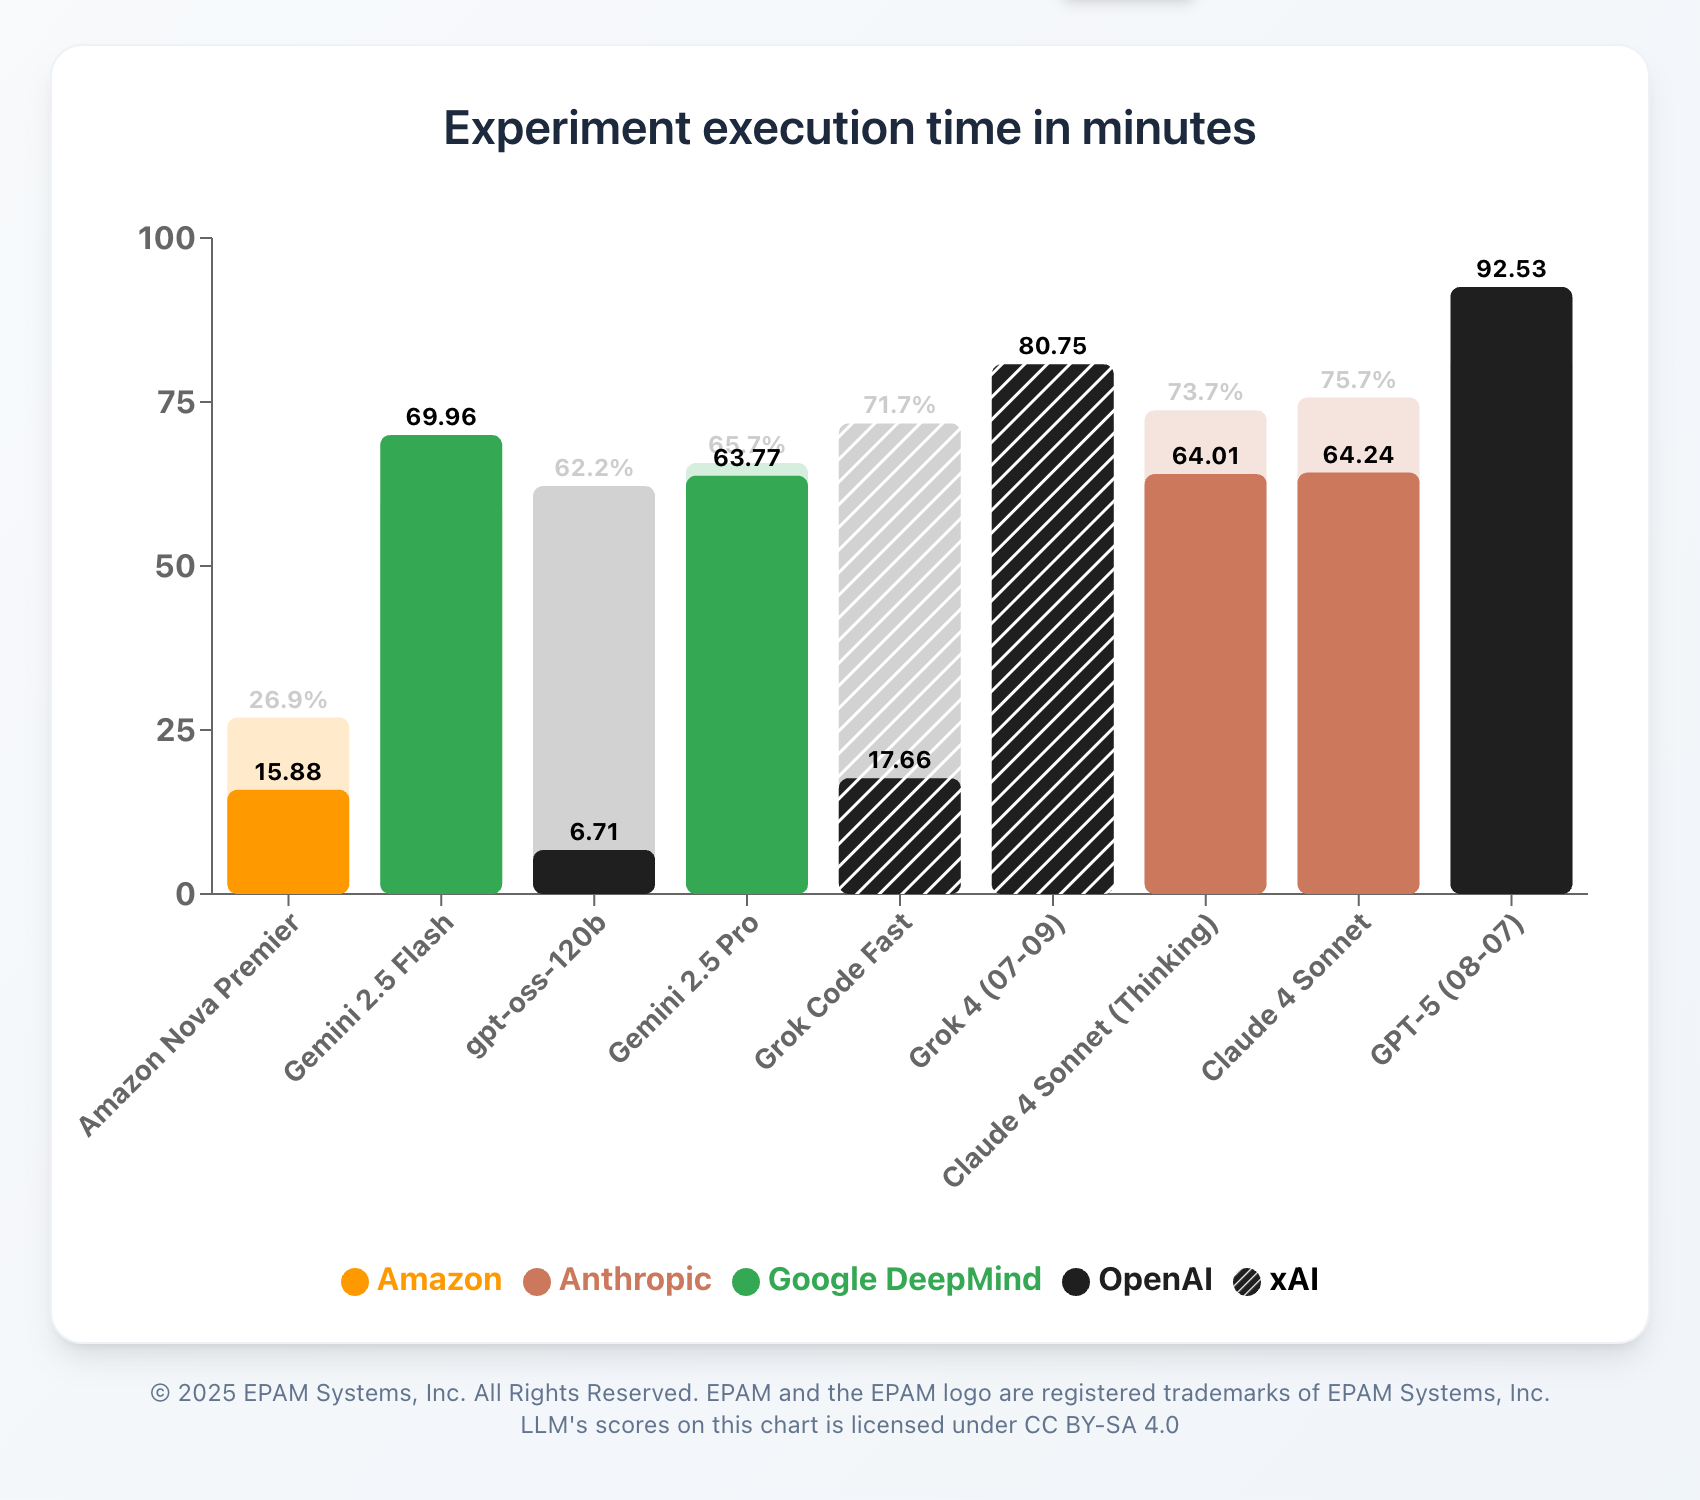 Experiment execution time in minutes
100
75
50
25
0
26.9%
15.88
69.96
62.2%
6.71
65.7%
63.77
71.7%
17.66
80.75
73.7%
64.01
75.7%
64.24
92.53
Amazon Nova Premier
Gemini 2.5 Flash
gpt-oss-120b
Gemini 2.5 Pro
Grok Code Fast
Grok 4 (07-09)
Claude 4 Sonnet (Thinking)
Claude 4 Sonnet
GPT-5 (08-07)
Amazon Anthropic Google DeepMind OpenAI xAI
© 2025 EPAM Systems, Inc. All Rights Reserved. EPAM and the EPAM logo are registered trademarks of EPAM Systems, Inc.
LLM's scores on this chart is licensed under CC BY-SA 4.0